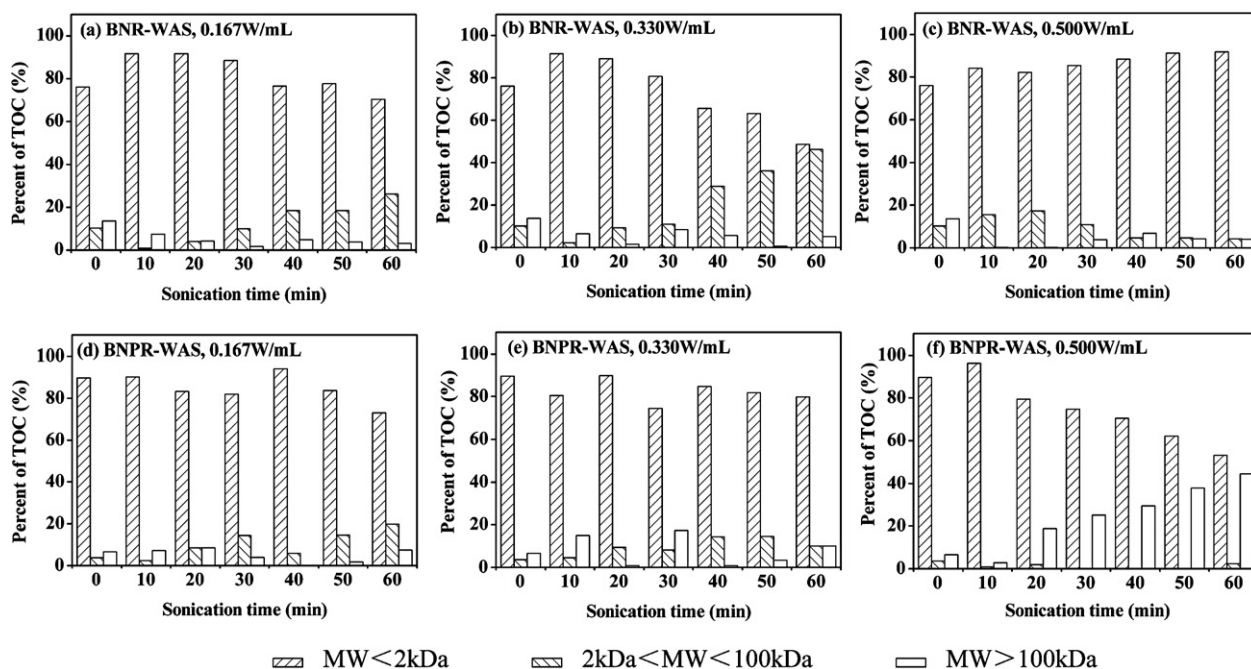 (a) BNR-WAS, 0.167W/mL
Percent of TOC (%)
100
80
60
40
20
0
0 10 20 30 40 50 60
Sonication time (min)
(b) BNR-WAS, 0.330W/mL
Percent of TOC (%)
100
80
60
40
20
0
0 10 20 30 40 50 60
Sonication time (min)
(c) BNR-WAS, 0.500W/mL
Percent of TOC (%)
100
80
60
40
20
0
0 10 20 30 40 50 60
Sonication time (min)
(d) BNPR-WAS, 0.167W/mL
Percent of TOC (%)
100
80
60
40
20
0
0 10 20 30 40 50 60
Sonication time (min)
(e) BNPR-WAS, 0.330W/mL
Percent of TOC (%)
100
80
60
40
20
0
0 10 20 30 40 50 60
Sonication time (min)
(f) BNPR-WAS, 0.500W/mL
Percent of TOC (%)
100
80
60
40
20
0
0 10 20 30 40 50 60
Sonication time (min)
MW<2kDa 2kDa<MW<100kDa MW>100kDa